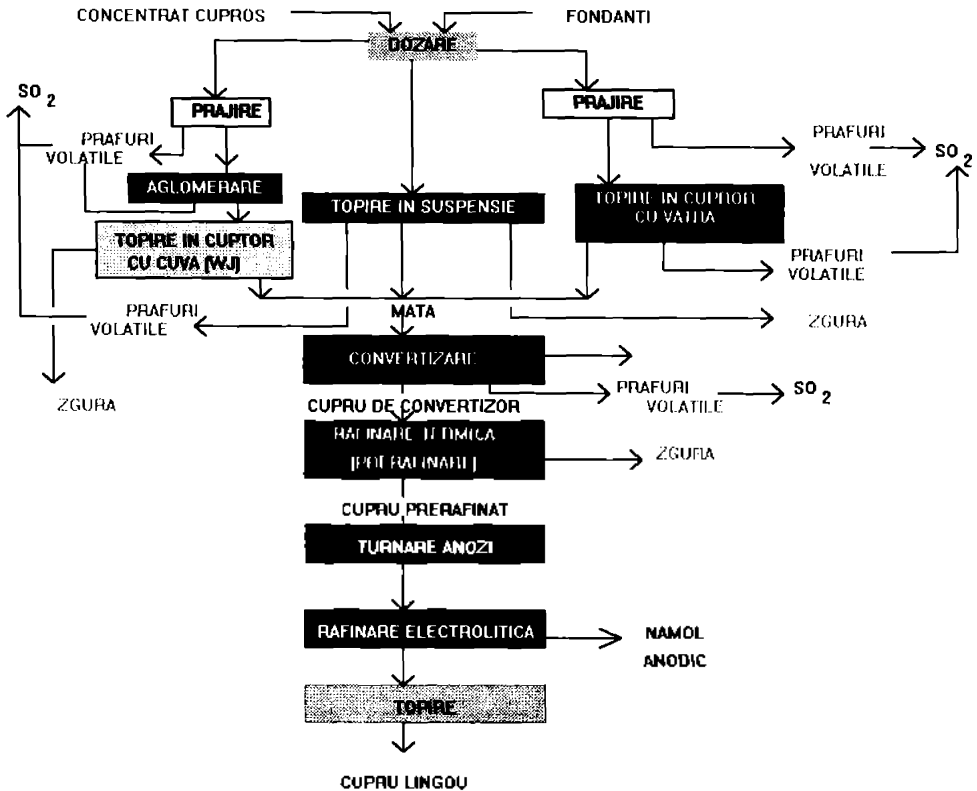 CONCENTRAT CUPROS
FONDANTI
DOZARE
SO 2
PRAJIRE
PRAJIRE
PRAFURI
VOLATILE
PRAFURI
VOLATILE
SO 2
AGLOMERARE
TOPIRE IN SUSPENSIE
TOPIRE IN CUPROR
CU VATRA
TOPIRE IN CUPTOR
CU CUVA (WJ)
PRAFURI
VOLATILE
PRAFURI
VOLATILE
MATA
ZGURA
CONVERTIZARE
ZGURA
PRAFURI
VOLATILE
SO 2
CUPRU DE CONVERTIZOR
RAFINARE
ZGURA
CUPRU PRERAFINAT
TURNARE ANOZI
RAFINARE ELECTROLITICA
NAMOL
ANODIC
TOPIRE
CUPRU LINGOU